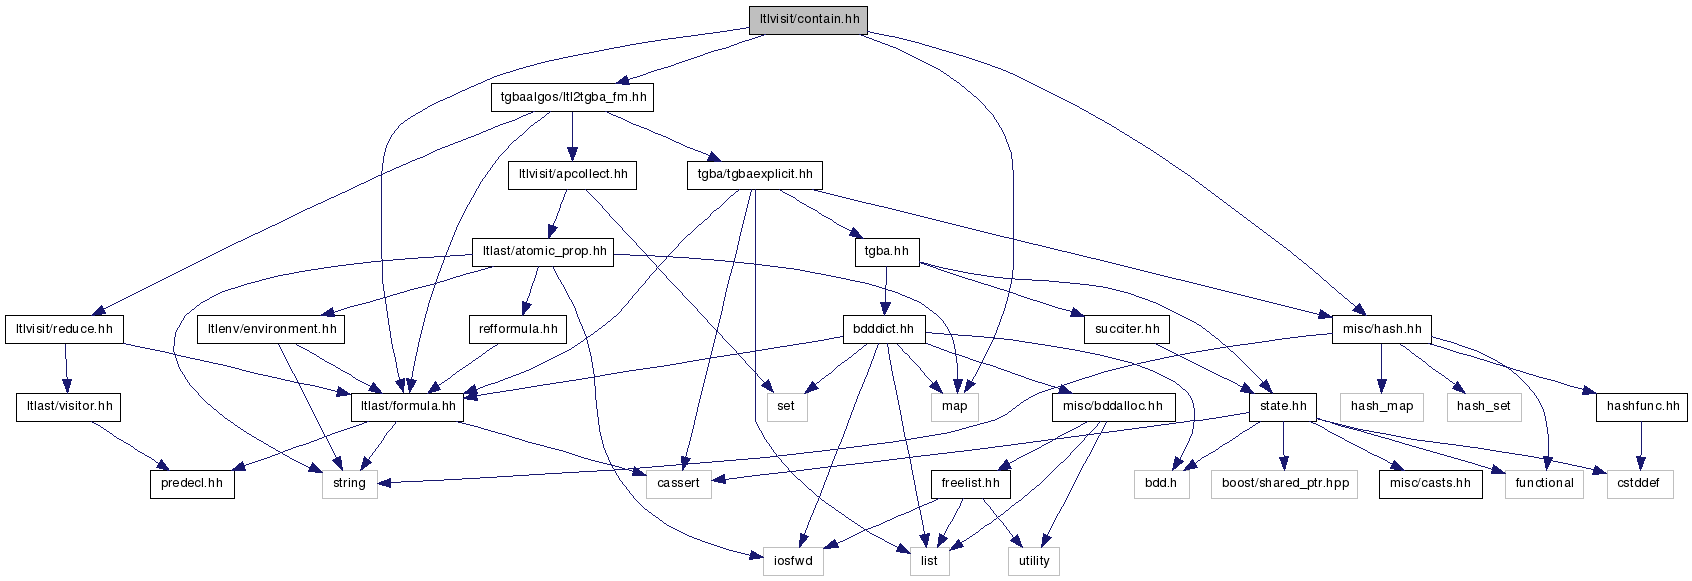 ltlvisit/contain.hh
tgbaalgos/ltl2tgba_fm.hh
ltlvisit/apcollect.hh
tgba/tgbaexplicit.hh
ltlast/atomic_prop.hh
tgba.hh
ltlvisit/reduce.hh
ltlenv/environment.hh
refformula.hh
bdddict.hh
succiter.hh
misc/hash.hh
ltlast/visitor.hh
ltlast/formula.hh
set
map
misc/bddalloc.hh
state.hh
hash_map
hash_set
hashfunc.hh
predecl.hh
string
cassert
freelist.hh
bdd.h
boost/shared_ptr.hpp
misc/casts.hh
functional
cstddef
iosfwd
list
utility